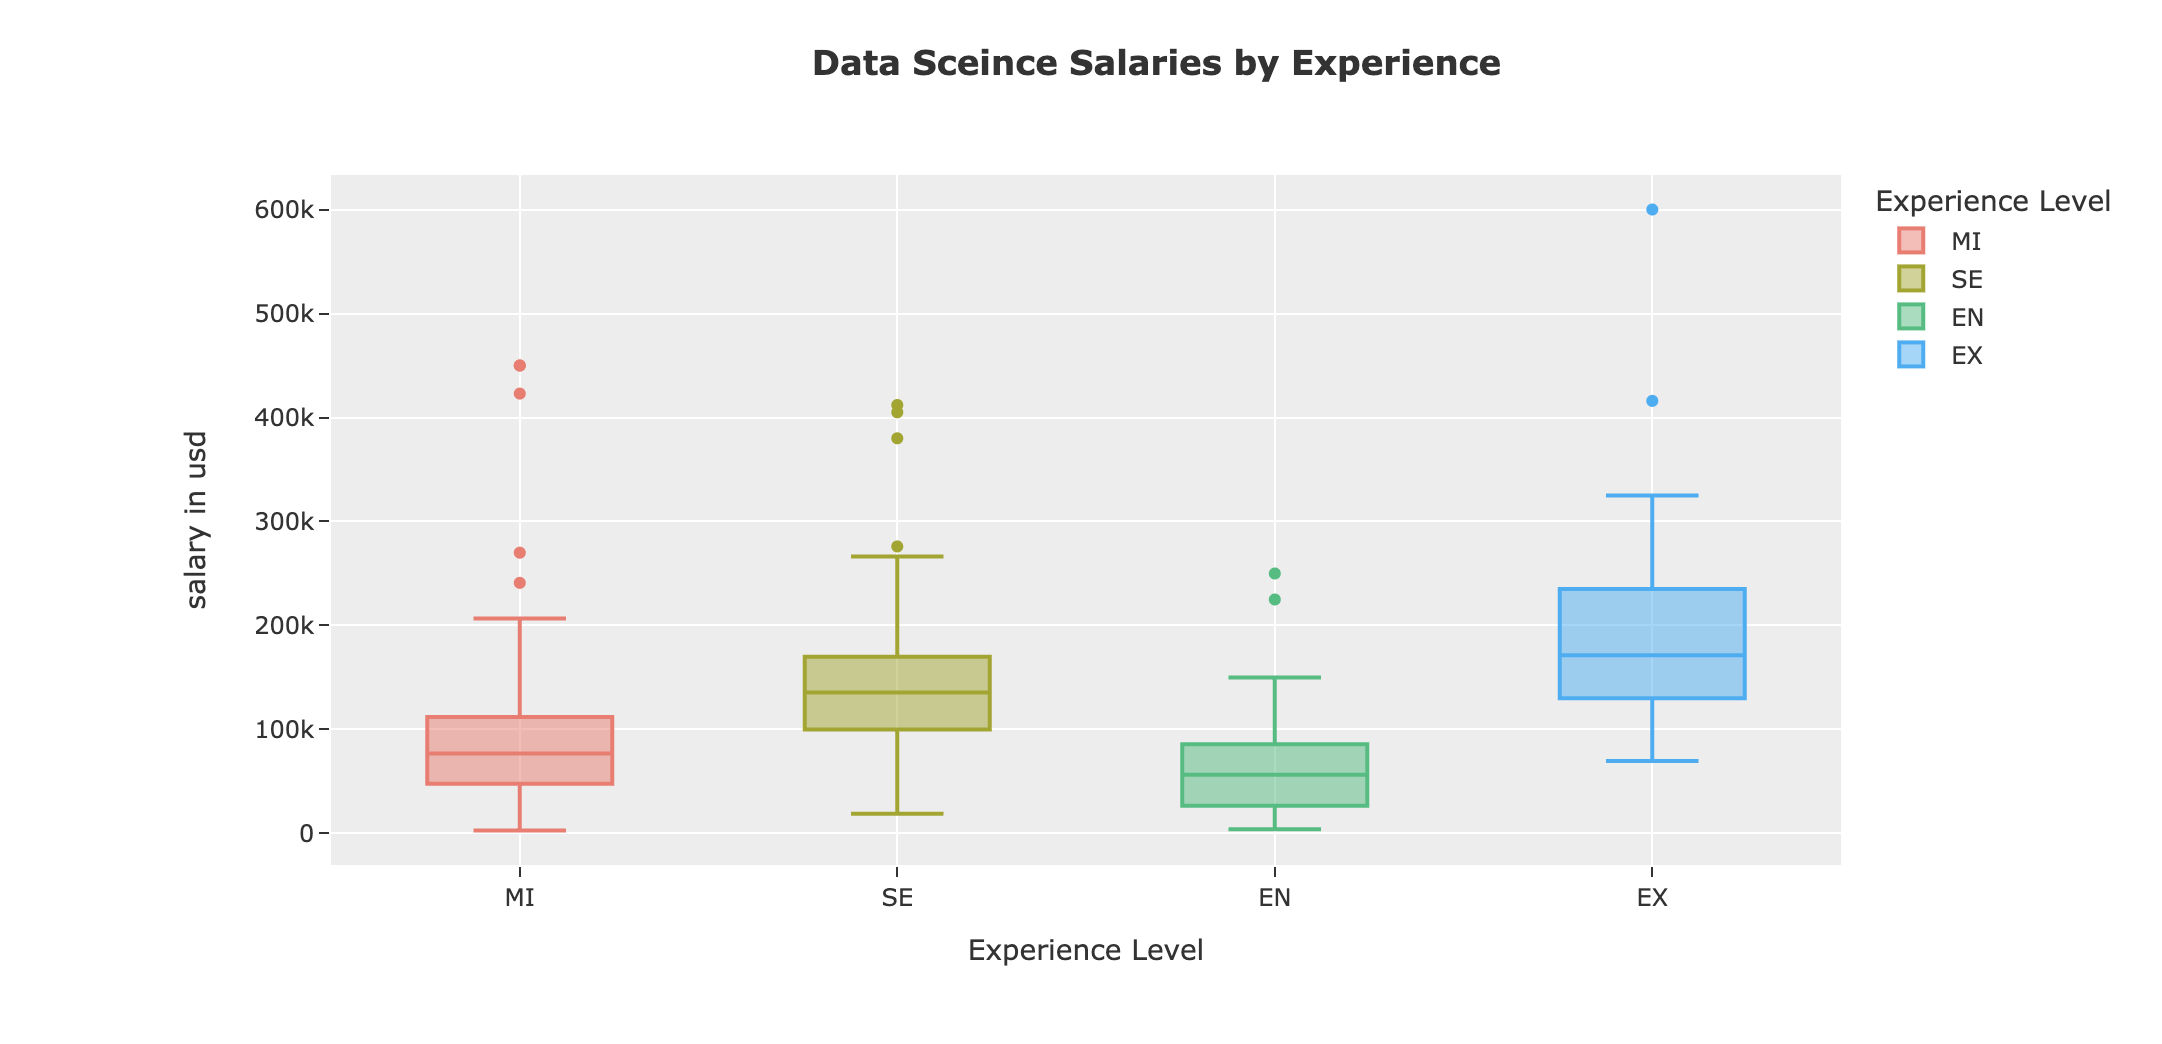 Data Sceince Salaries by Experience
600k
500k
400k
300k
200k
100k
0
salary in usd
MI
SE
EN
EX
Experience Level
Experience Level
MI
SE
EN
EX